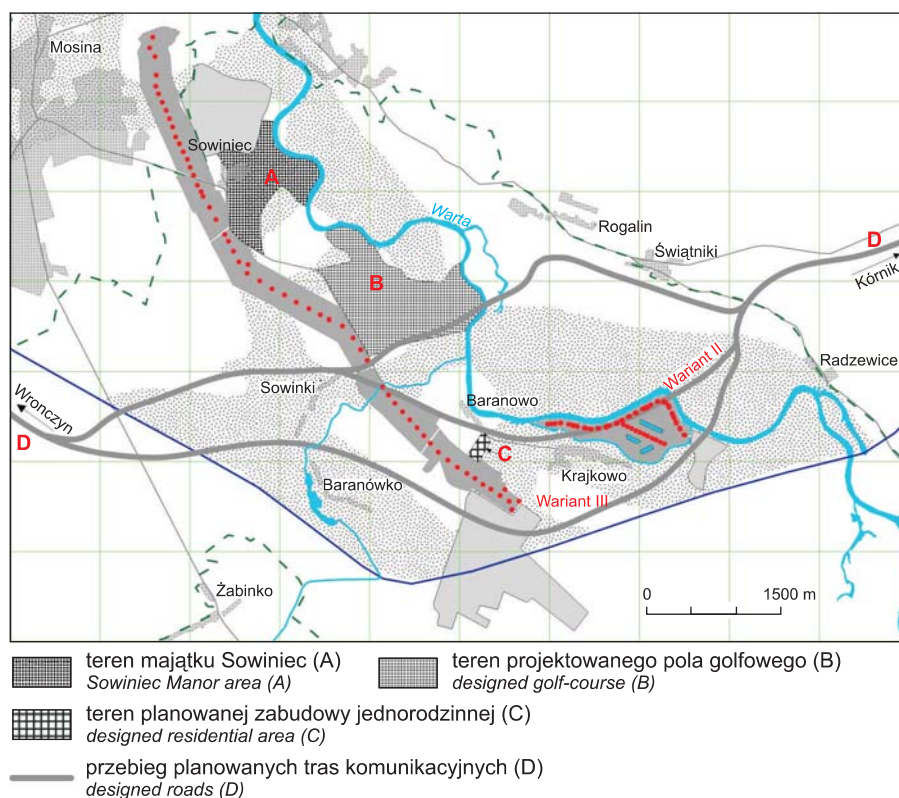 Mosina
Sowiniec
A
Warta
Rogalin
D
Świątniki
Kórnik
B
Wariant II
Radzewice
Sowinki
Baranowo
Wronczyn
D
C
Krajkowo
Baranówko
Wariant III
Żabinko
0 1500 m
teren majątku Sowiniec (A)
Sowiniec Manor area (A)
teren projektowanego pola golfowego (B)
designed golf-course (B)
teren planowanej zabudowy jednorodzinnej (C)
designed residential area (C)
przebieg planowanych tras komunikacyjnych (D)
designed roads (D)